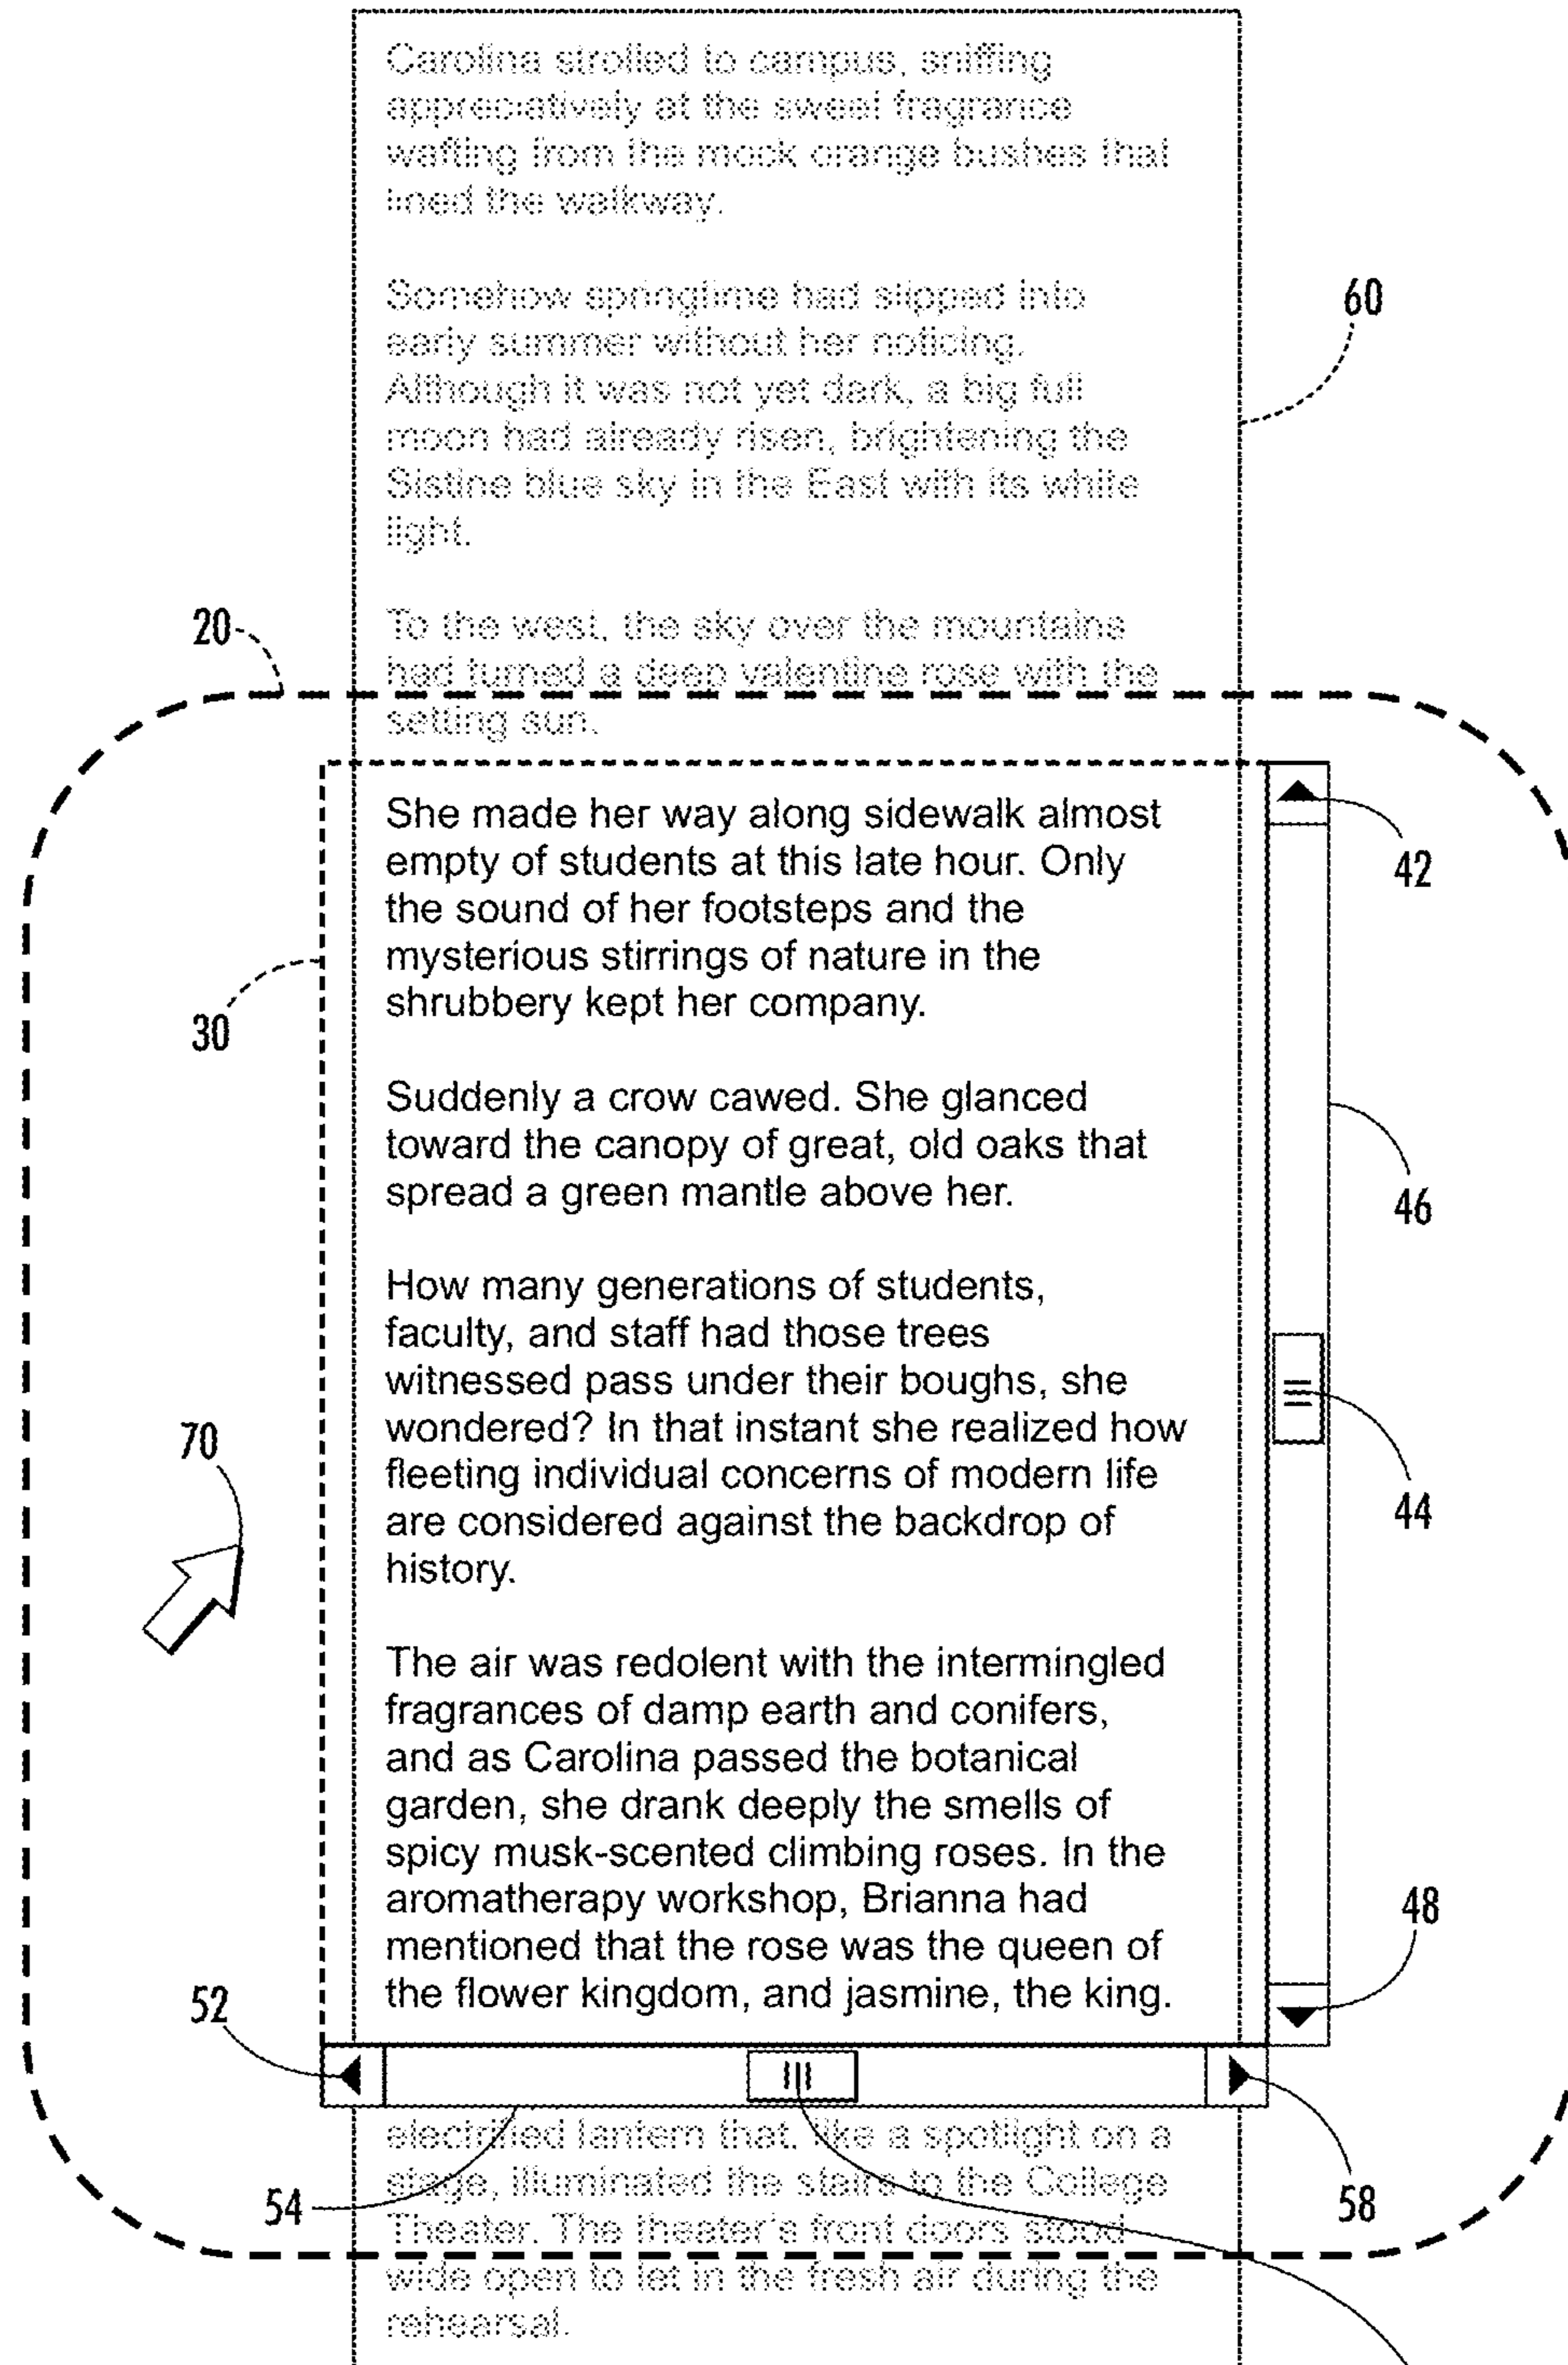 Carolina strolled to campus, sniffing
appreciatively at the sweet fragrance
wafting from the mock orange bushes that
lined the walkway.
Somehow springtime had slipped into
early summer without her noticing.
Although it was not yet dark, a big full
moon had already risen, brightening the
Sistine blue sky in the East with its white
light.
60
20
To the west, the sky over the mountains
had turned a deep valentine rose with the
setting sun.
She made her way along sidewalk almost
empty of students at this late hour. Only
the sound of her footsteps and the
mysterious stirrings of nature in the
shrubbery kept her company.
42
30
Suddenly a crow cawed. She glanced
toward the canopy of great, old oaks that
spread a green mantle above her.
46
How many generations of students,
faculty, and staff had those trees
witnessed pass under their boughs, she
wondered? In that instant she realized how
fleeting individual concerns of modern life
are considered against the backdrop of
history.
70
44
The air was redolent with the intermingled
fragrances of damp earth and conifers,
and as Carolina passed the botanical
garden, she drank deeply the smells of
spicy musk-scented climbing roses. In the
aromatherapy workshop, Brianna had
mentioned that the rose was the queen of
the flower kingdom, and jasmine, the king.
48
52
electrified lantern that, like a spotlight on a
stage, illuminated the stairs to the College
Theater. The theater's front doors stood
wide open to let in the fresh air during the
rehearsal.
54
58